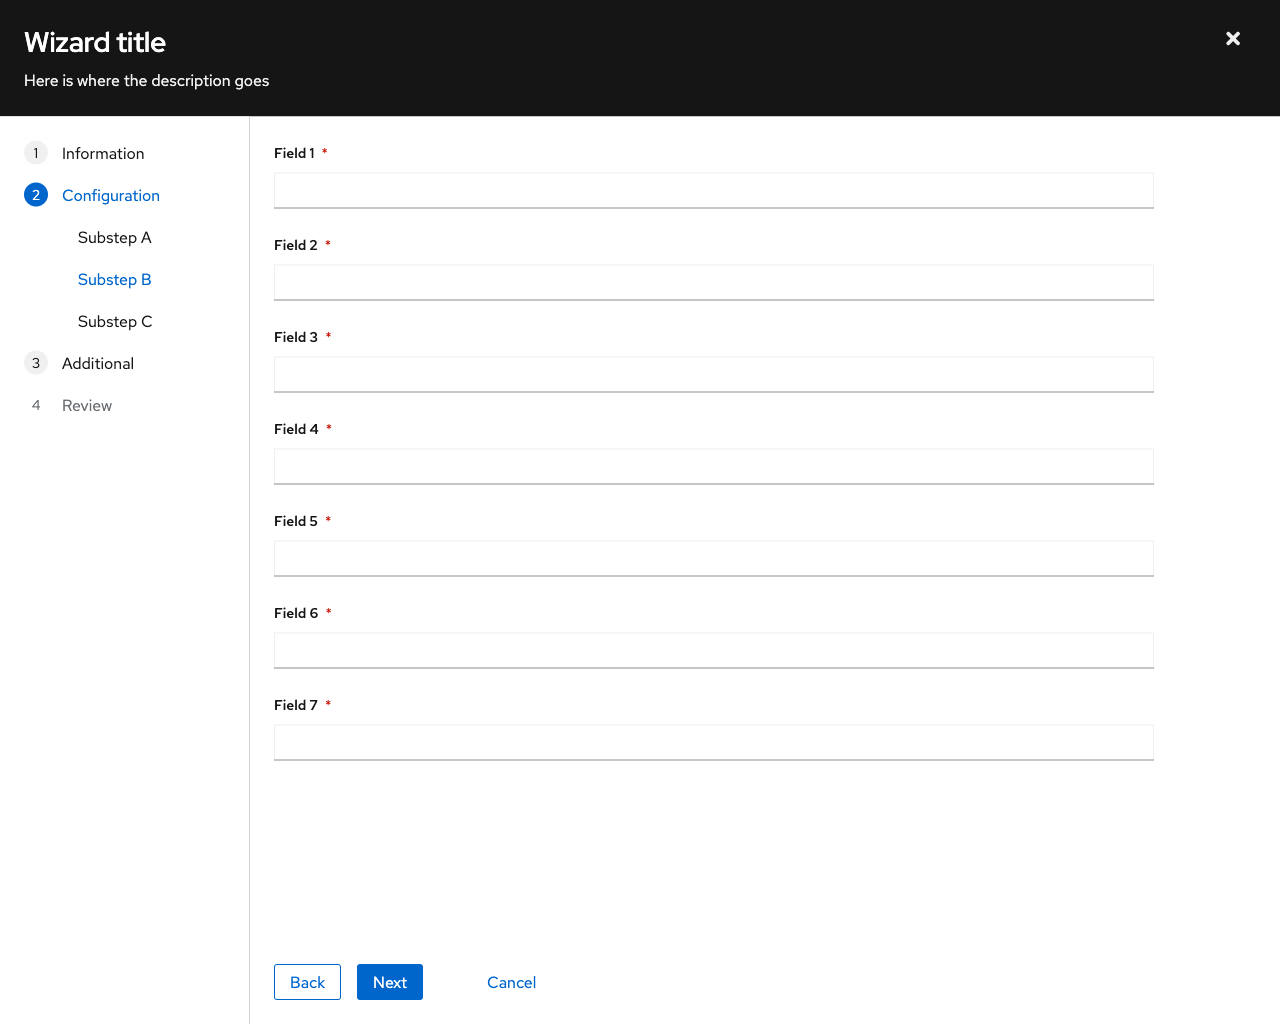 Wizard title
Here is where the description goes
1 Information
2 Configuration
Substep A
Substep B
Substep C
3 Additional
4 Review
Field 1 *
Field 2 *
Field 3 *
Field 4 *
Field 5 *
Field 6 *
Field 7 *
Back Next Cancel